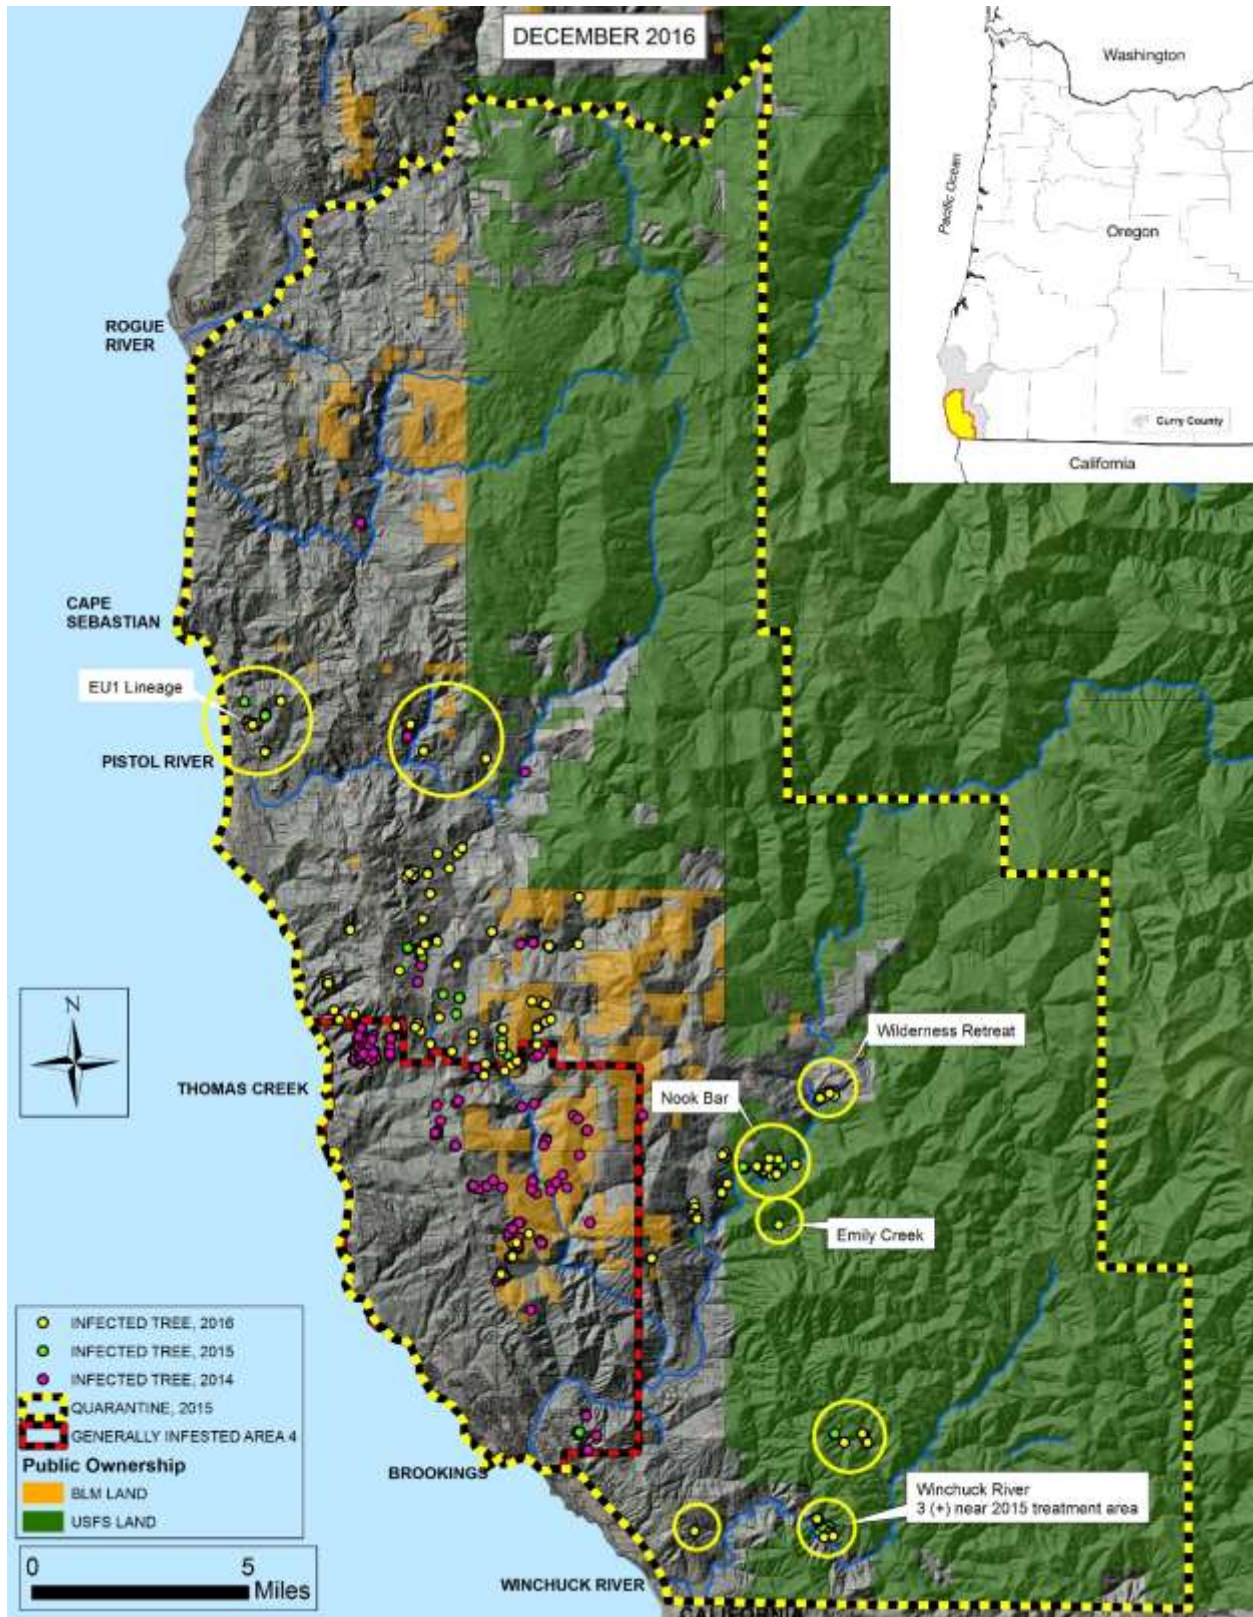 DECEMBER 2016
Washington
Pacific Ocean
Oregon
Curry County
California
ROGUE
RIVER
CAPE
SEBASTIAN
EU1 Lineage
PISTOL RIVER
N
THOMAS CREEK
Wilderness Retreat
Nook Bar
Emily Creek
INFECTED TREE, 2016
INFECTED TREE, 2015
INFECTED TREE, 2014
QUARANTINE, 2015
GENERALLY INFESTED AREA 4
Public Ownership
BLM LAND
USFS LAND
BROOKINGS
Winchuck River
3 (+) near 2015 treatment area
0 5
Miles
WINCHUCK RIVER
CALIFORNIA